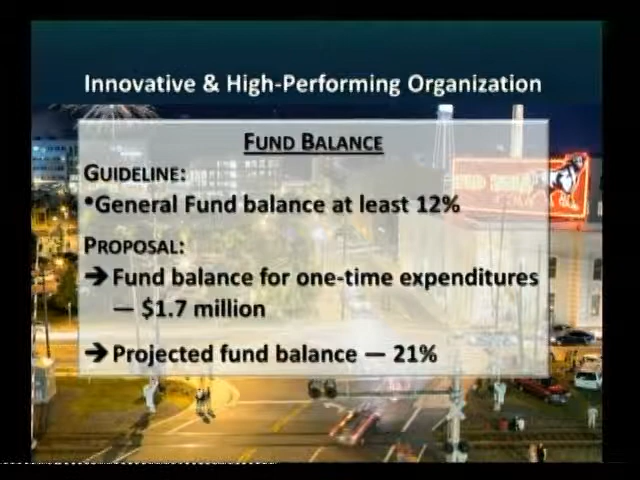 Innovative & High-Performing Organization
FUND BALANCE
GUIDELINE:
•General Fund balance at least 12%
PROPOSAL:
➔ Fund balance for one-time expenditures
— $1.7 million
➔ Projected fund balance — 21%